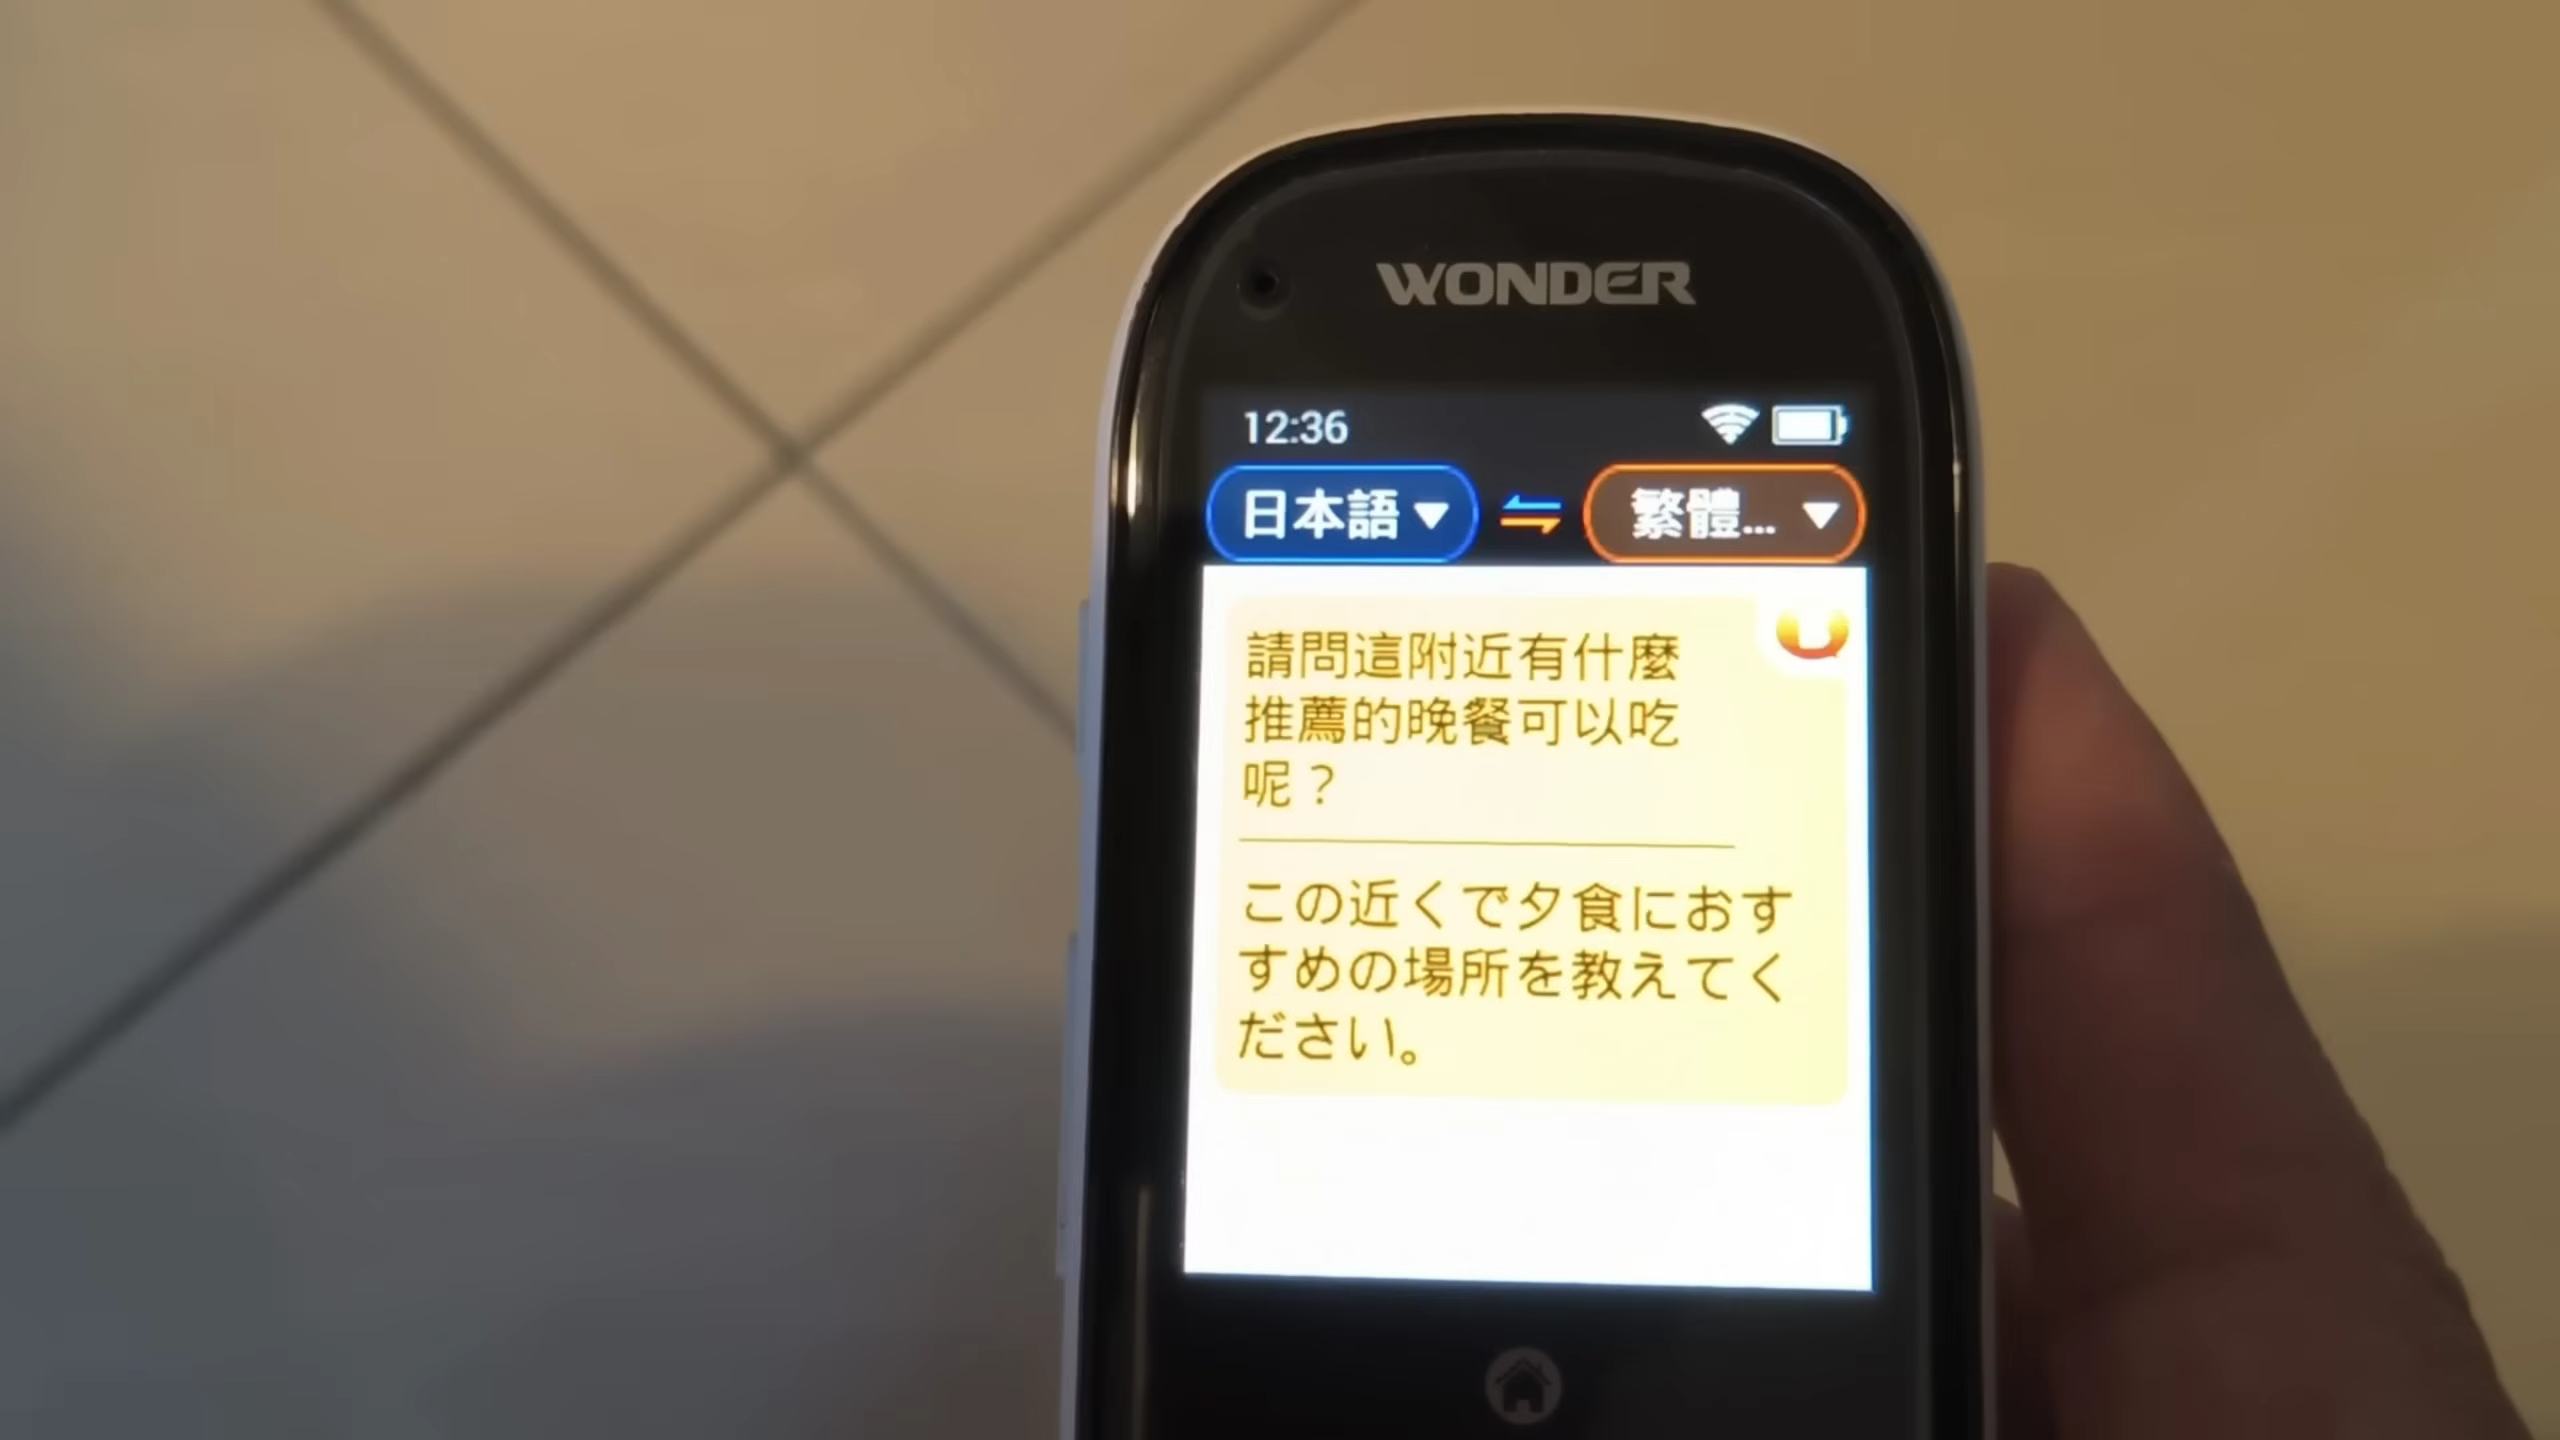 WONDER
12:36
日本語
繁體...
請問這附近有什麼
推薦的晚餐可以吃
呢？
この近くで夕食におす
すめの場所を教えてく
ださい。